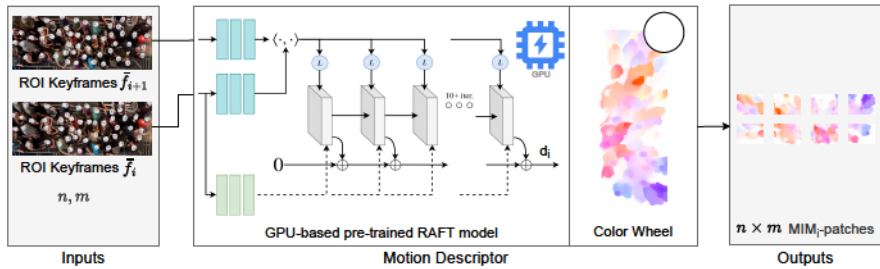 ROI Keyframes f̄ᵢ₊₁
ROI Keyframes f̄ᵢ
n, m
Inputs
⟨·,·⟩
L L L L
10+ iter.
0
dᵢ
GPU
GPU-based pre-trained RAFT model
Color Wheel
Motion Descriptor
n × m MIMᵢ-patches
Outputs